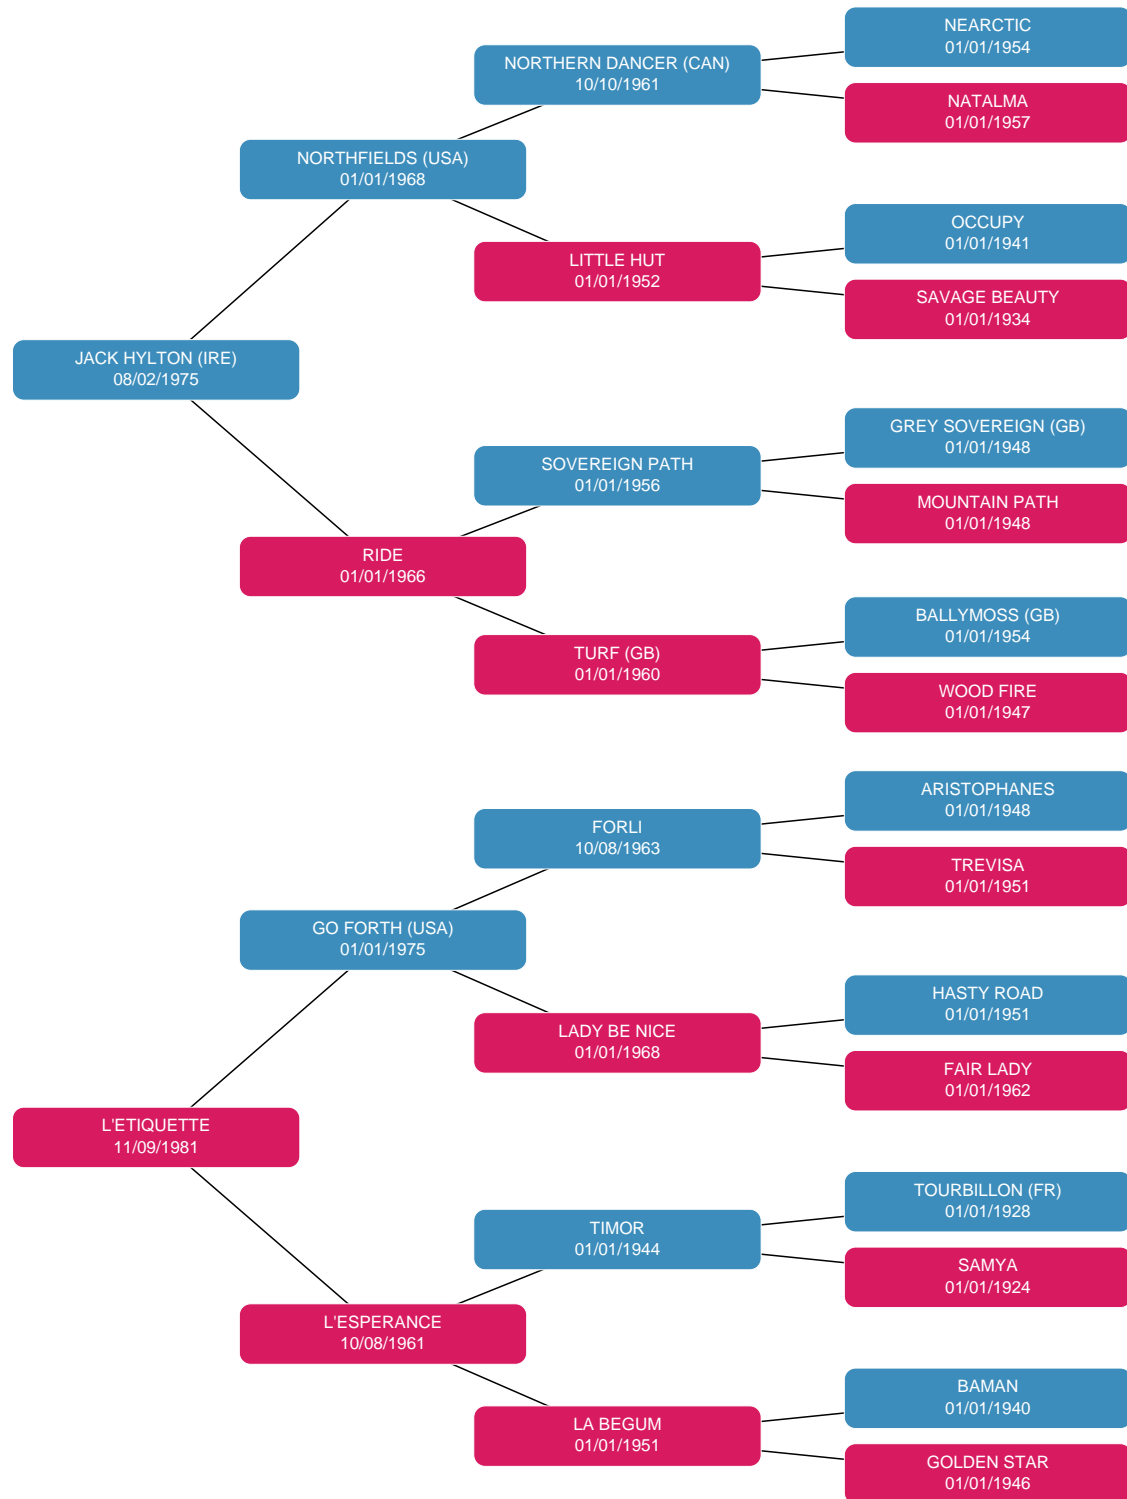 NEARCTIC
01/01/1954
NORTHERN DANCER (CAN)
10/10/1961
NATALMA
01/01/1957
NORTHFIELDS (USA)
01/01/1968
OCCUPY
01/01/1941
LITTLE HUT
01/01/1952
SAVAGE BEAUTY
01/01/1934
JACK HYLTON (IRE)
08/02/1975
GREY SOVEREIGN (GB)
01/01/1948
SOVEREIGN PATH
01/01/1956
MOUNTAIN PATH
01/01/1948
RIDE
01/01/1966
BALLYMOSS (GB)
01/01/1954
TURF (GB)
01/01/1960
WOOD FIRE
01/01/1947
ARISTOPHANES
01/01/1948
FORLI
10/08/1963
TREVISA
01/01/1951
GO FORTH (USA)
01/01/1975
HASTY ROAD
01/01/1951
LADY BE NICE
01/01/1968
FAIR LADY
01/01/1962
L'ETIQUETTE
11/09/1981
TOURBILLON (FR)
01/01/1928
TIMOR
01/01/1944
SAMYA
01/01/1924
L'ESPERANCE
10/08/1961
BAMAN
01/01/1940
LA BEGUM
01/01/1951
GOLDEN STAR
01/01/1946